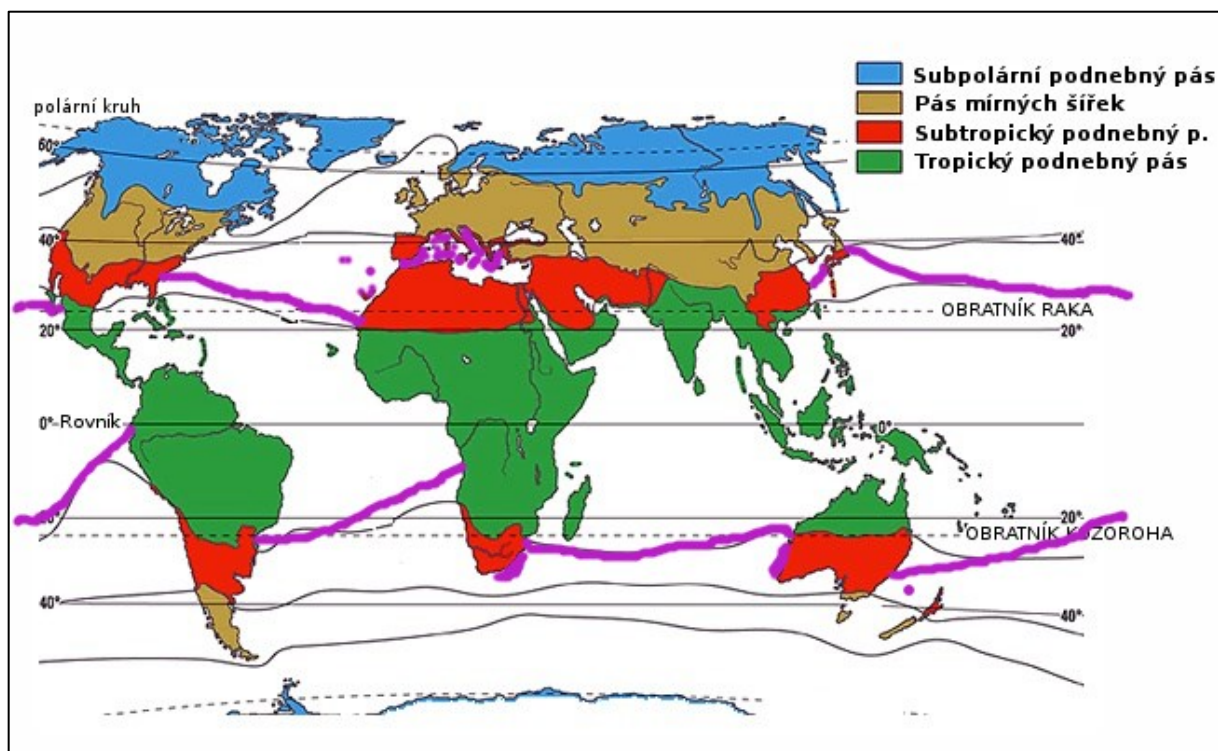 Subpolární podnebný pás
Pás mírných šířek
Subtropický podnebný p.
Tropický podnebný pás
polární kruh
60°
40°
40°
OBRATNÍK RAKA
20°
20°
0°
Rovník
0°
20°
OBRATNÍK KOZOROHA
40°
40°